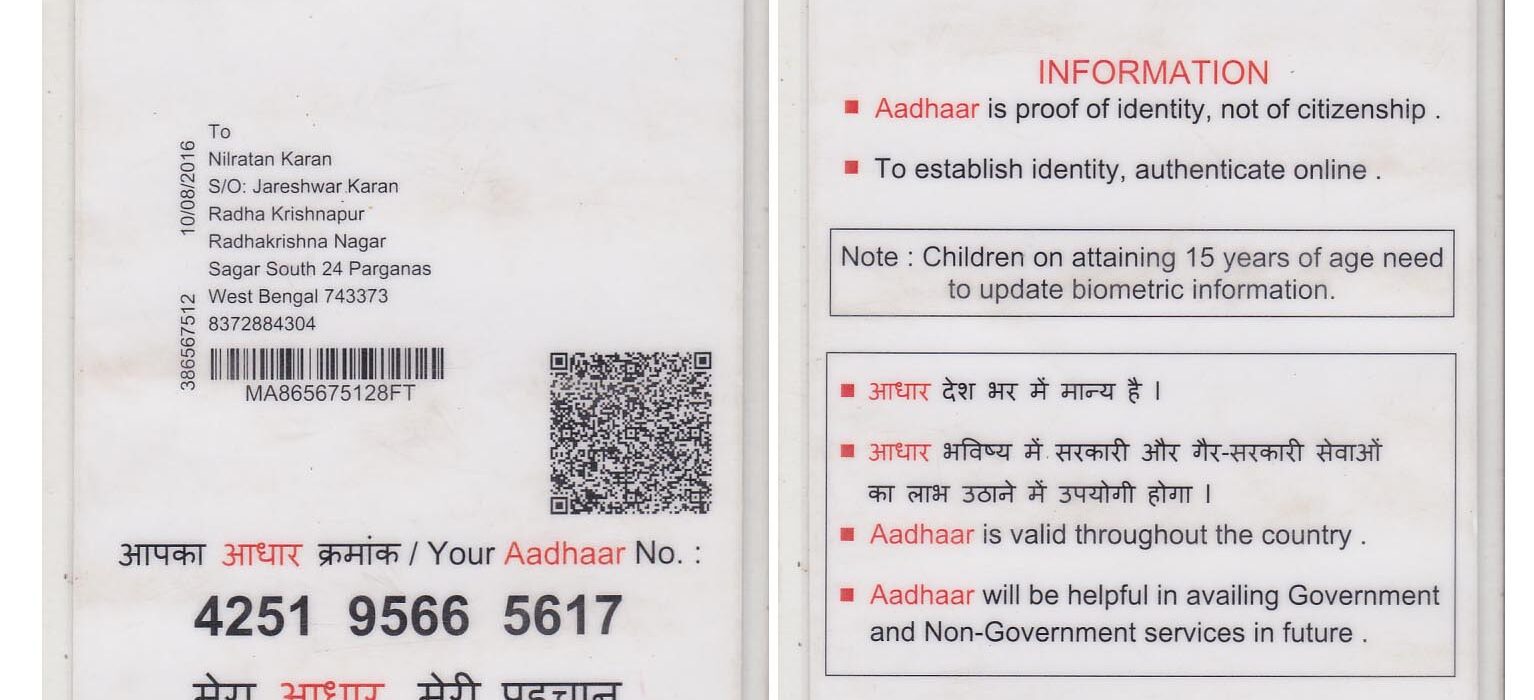 To
Nilratan Karan
S/O: Jareshwar Karan
Radha Krishnapur
Radhakrishna Nagar
Sagar South 24 Parganas
West Bengal 743373
8372884304
10/08/2016
386567512
MA865675128FT
आपका आधार क्रमांक / Your Aadhaar No. :
4251 9566 5617
मेरा आधार, मेरी पहचान
INFORMATION
Aadhaar is proof of identity, not of citizenship .
To establish identity, authenticate online .
Note : Children on attaining 15 years of age need
to update biometric information.
आधार देश भर में मान्य है ।
आधार भविष्य में सरकारी और गैर-सरकारी सेवाओं
का लाभ उठाने में उपयोगी होगा ।
Aadhaar is valid throughout the country .
Aadhaar will be helpful in availing Government
and Non-Government services in future .